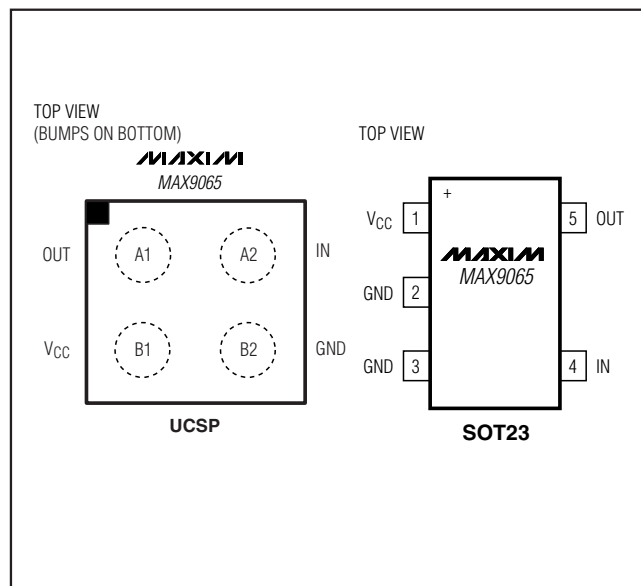 TOP VIEW
(BUMPS ON BOTTOM)
MAXIM
MAX9065
OUT A1 A2 IN
VCC B1 B2 GND
UCSP
TOP VIEW
+
VCC 1 5 OUT
MAXIM
MAX9065
GND 2
GND 3 4 IN
SOT23